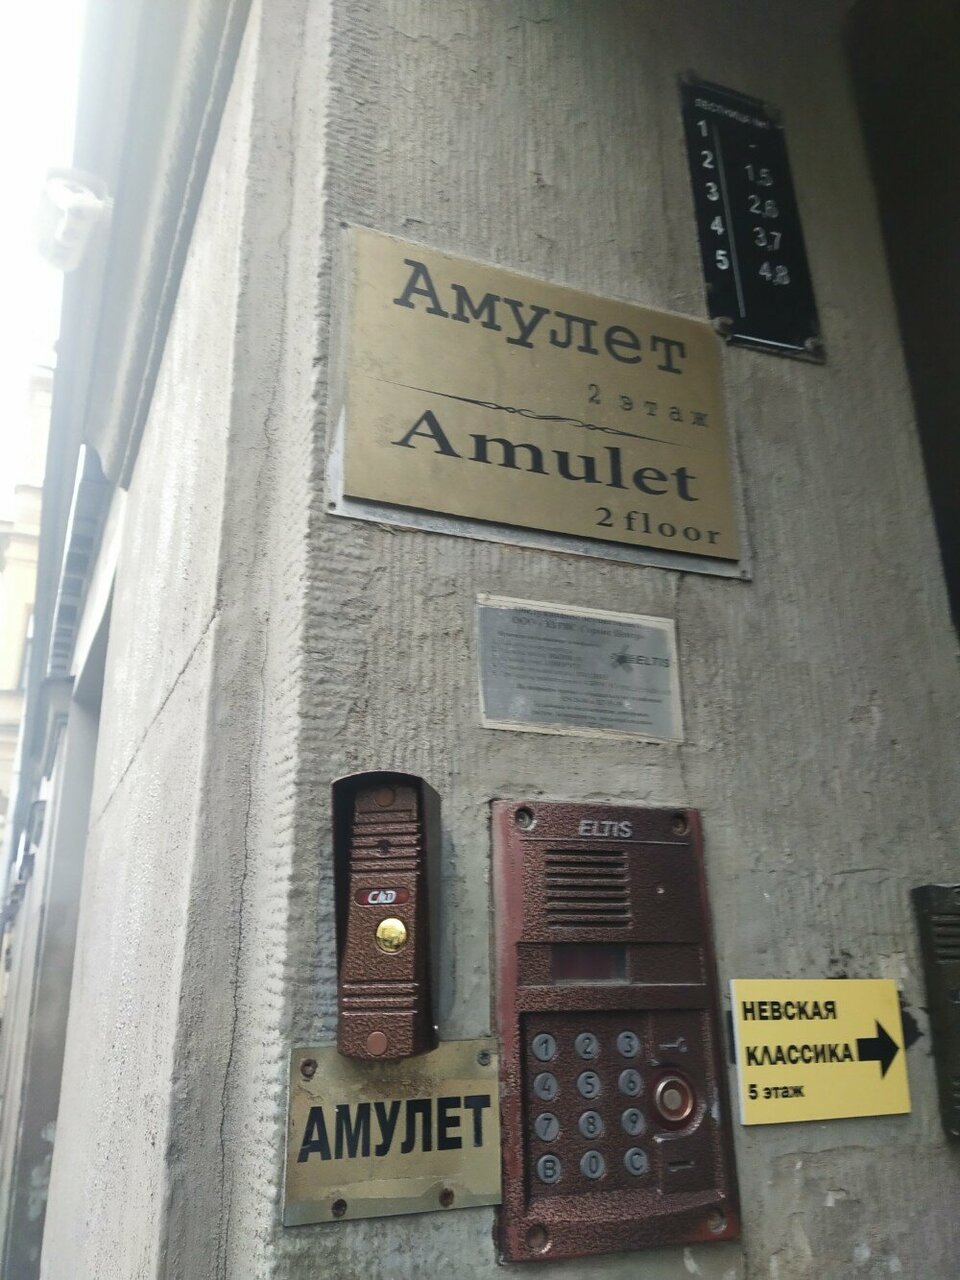 ЛЕСТНИЦА №1
1 -
2 1,5
3 2,6
4 3,7
5 4,8
Амулет
2 этаж
Amulet
2 floor
ELTIS
ELTIS
CTD
1 2 3
4 5 6
7 8 9
B 0 C
АМУЛЕТ
НЕВСКАЯ
КЛАССИКА
5 этаж